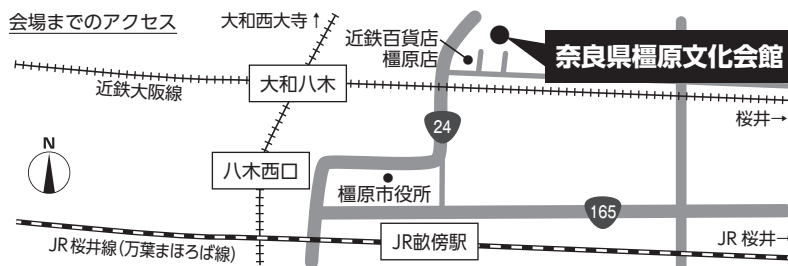 会場までのアクセス
大和西大寺↑
近鉄百貨店
橿原店
奈良県橿原文化会館
大和八木
近鉄大阪線
24
桜井→
八木西口
N
橿原市役所
165
JR桜井線(万葉まほろば線)
JR畝傍駅
JR 桜井→